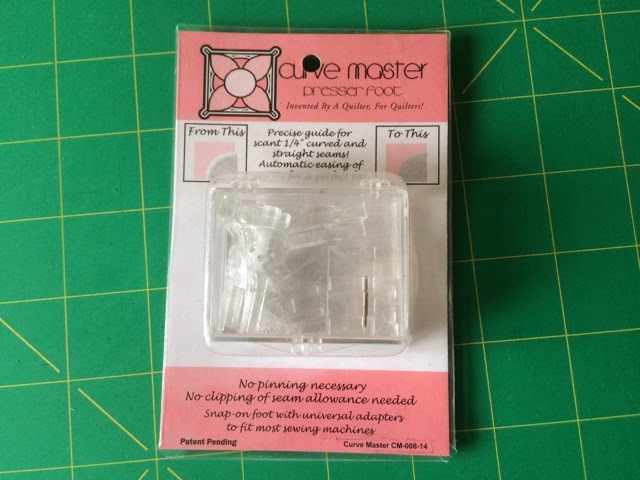 curve master
presser foot
Invented By A Quilter, For Quilters!
From This
Precise guide for
scant 1/4" curved and
straight seams!
Automatic easing of
To This
No pinning necessary
No clipping of seam allowance needed
Snap-on foot with universal adapters
to fit most sewing machines
Patent Pending
Curve Master CM-008-14